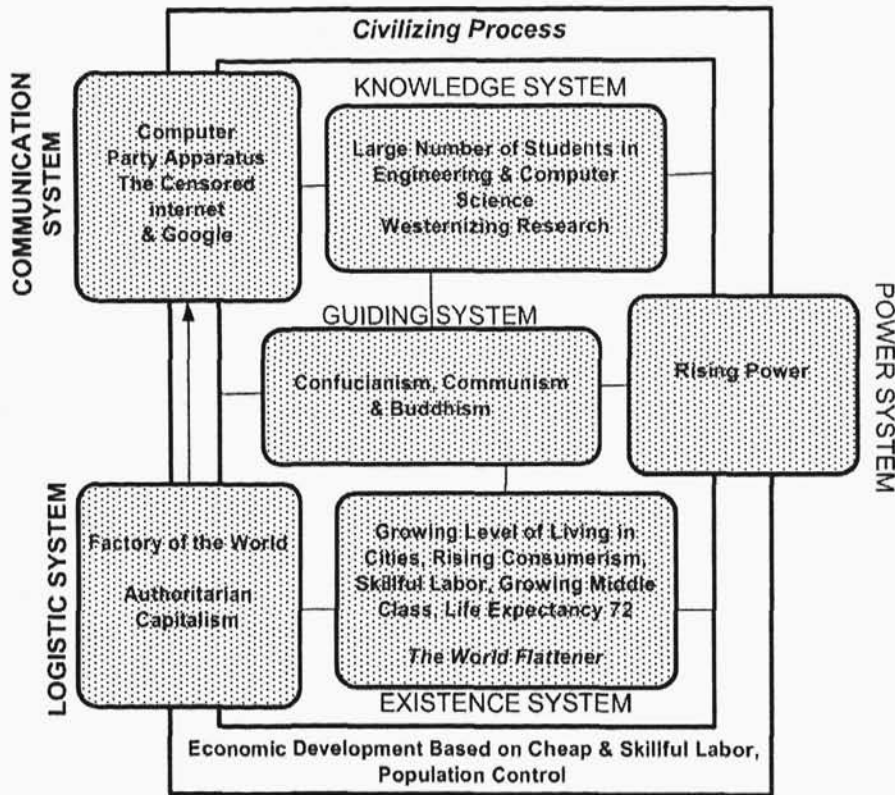 Civilizing Process
COMMUNICATION
SYSTEM
KNOWLEDGE SYSTEM
Computer
Party Apparatus
The Censored
internet
& Google
Large Number of Students in
Engineering & Computer
Science
Westernizing Research
GUIDING SYSTEM
Confucianism, Communism
& Buddhism
POWER SYSTEM
Rising Power
LOGISTIC SYSTEM
Factory of the World
Authoritarian
Capitalism
Growing Level of Living in
Cities, Rising Consumerism,
Skillful Labor, Growing Middle
Class, Life Expectancy 72
The World Flattener
EXISTENCE SYSTEM
Economic Development Based on Cheap & Skillful Labor,
Population Control